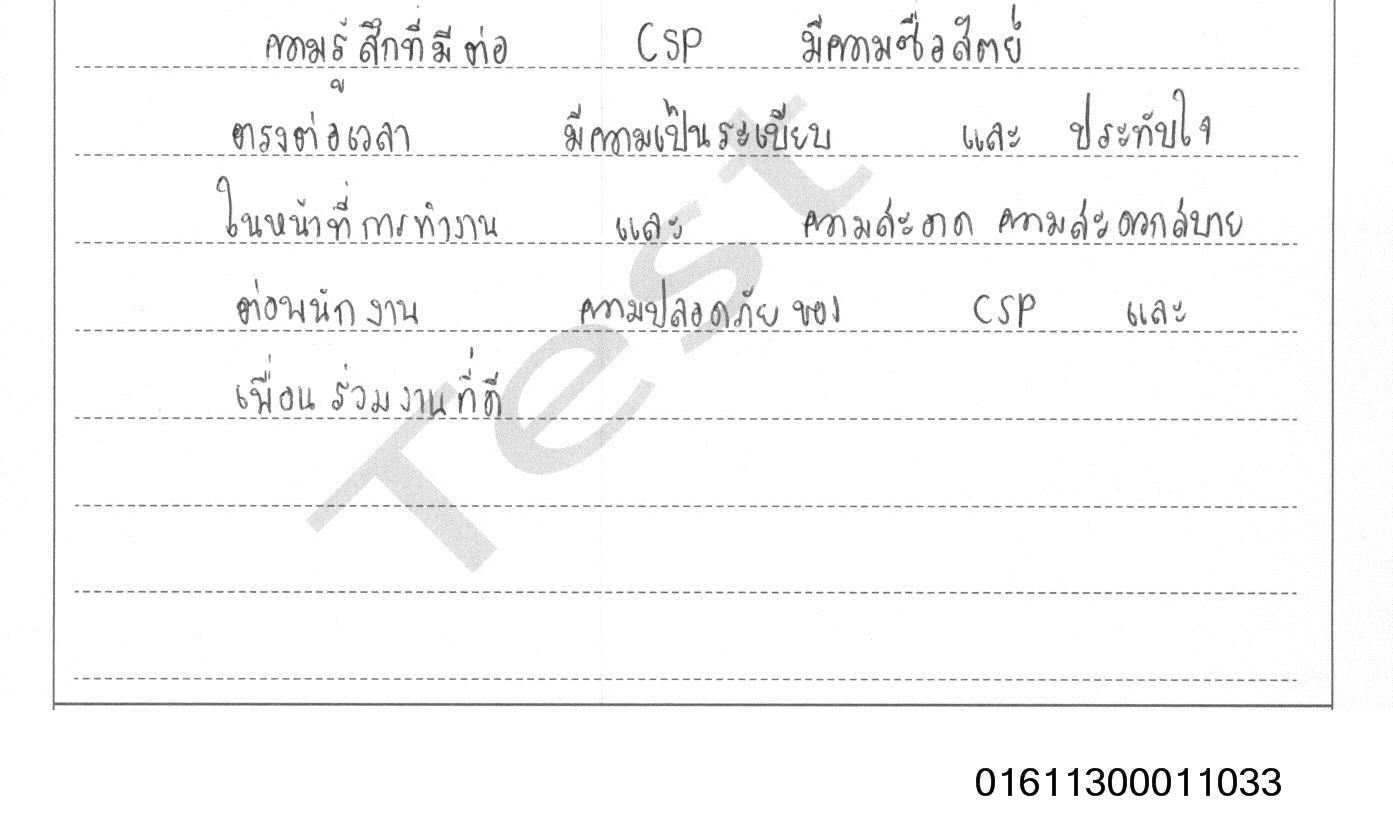 ความรู้สึกที่มีต่อ CSP มีความซื่อสัตย์
ตรงต่อเวลา มีความเป็นระเบียบ และ ประทับใจ
ในหน้าที่การทำงาน และ ความสะอาด ความสะดวกสบาย
ต่อพนักงาน ความปลอดภัยของ CSP และ
เพื่อนร่วมงานที่ดี
Test
01611300011033